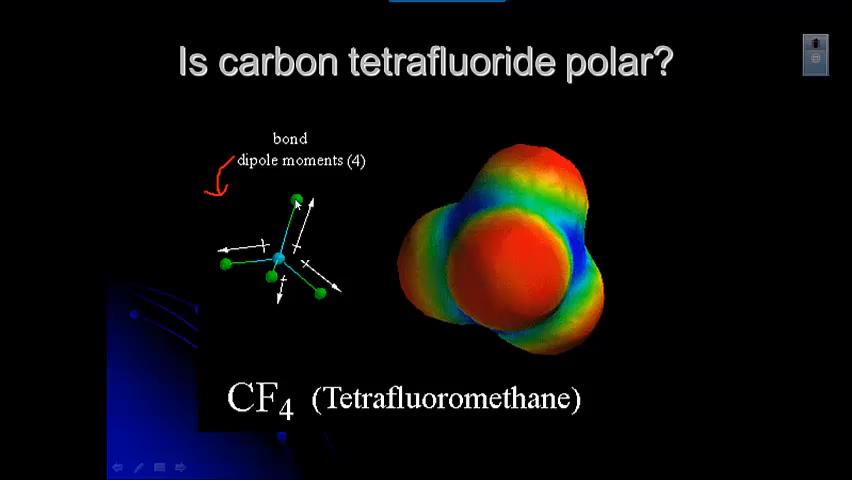 Is carbon tetrafluoride polar?
bond
dipole moments (4)
CF₄ (Tetrafluoromethane)